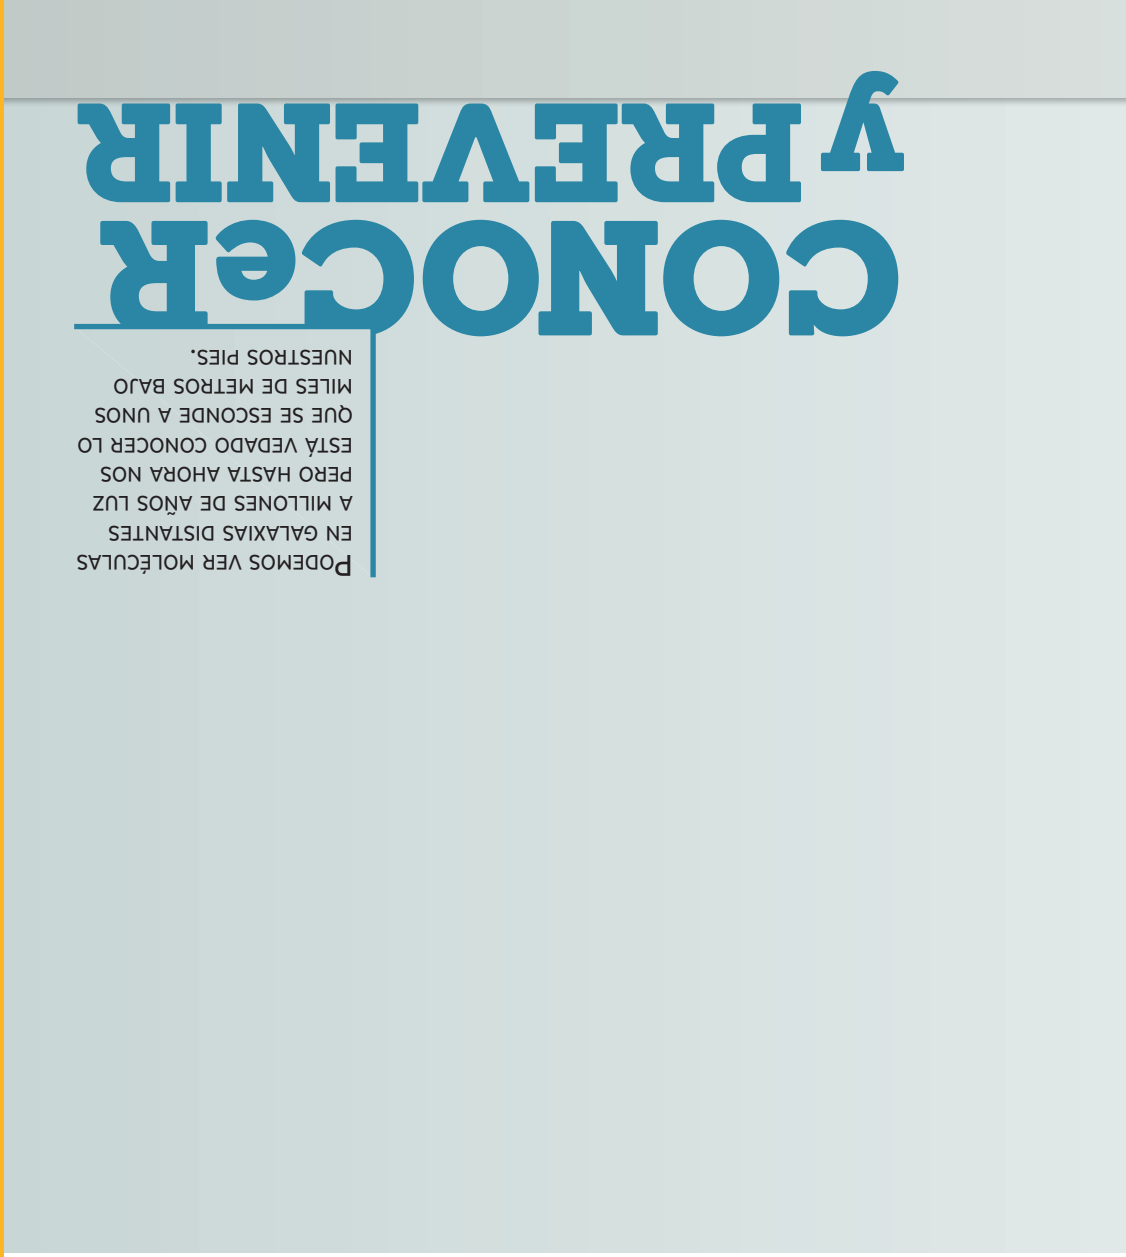 Podemos ver moléculas
en galaxias distantes
a millones de años luz
pero hasta ahora nos
está vedado conocer lo
que se esconde a unos
miles de metros bajo
nuestros pies.
CONOCeR
y PREVENIR